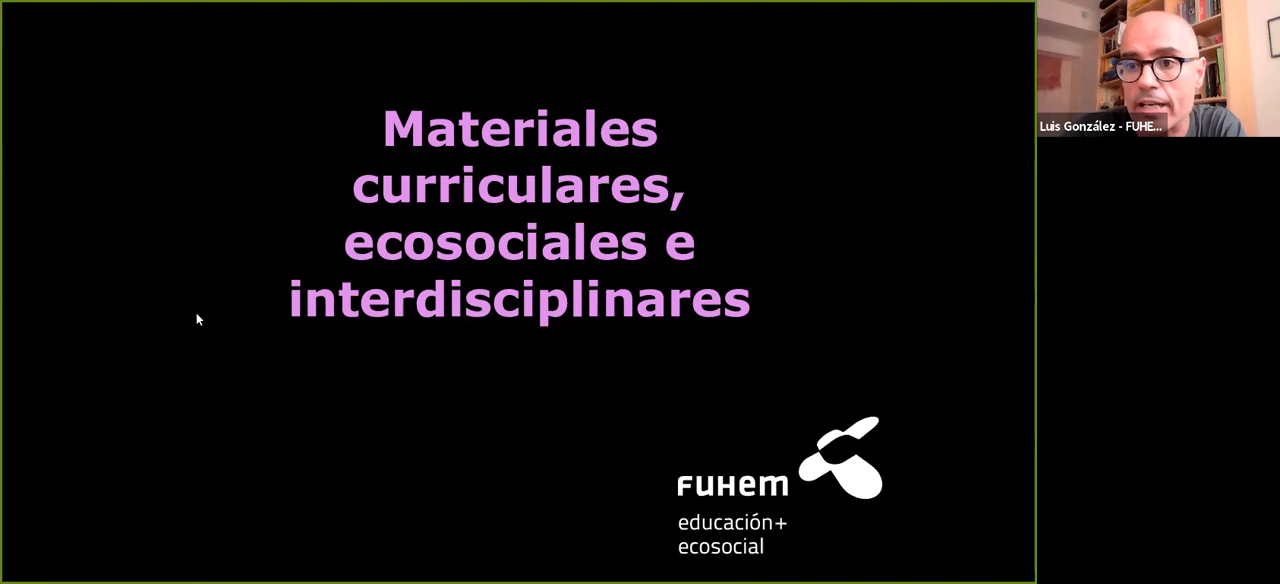 Materiales
curriculares,
ecosociales e
interdisciplinares
FUHem
educación+
ecosocial
Luis González - FUHE...